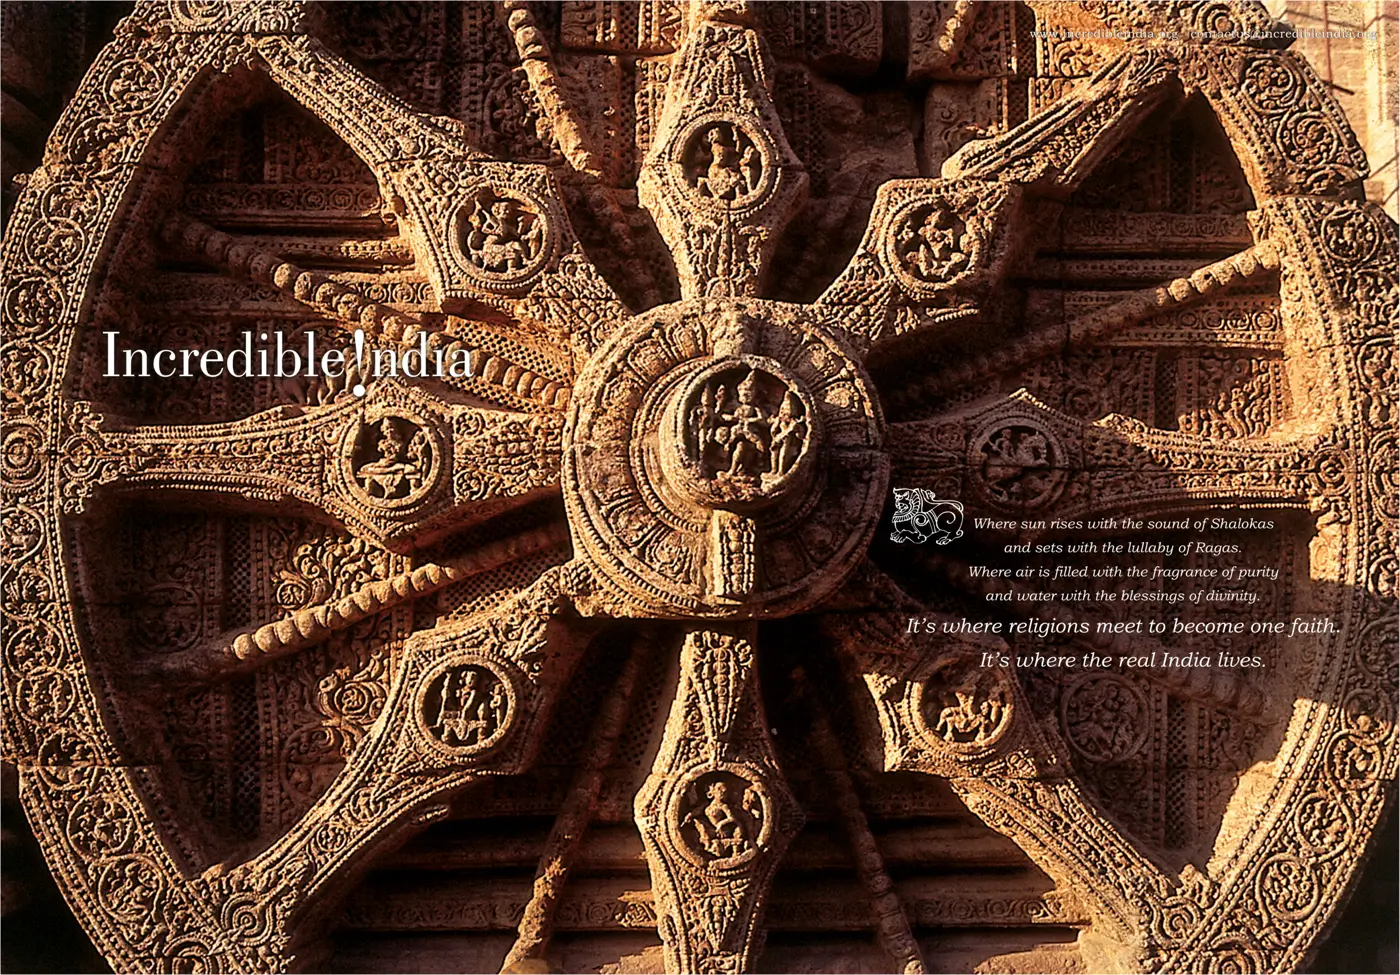 www.incredibleindia.org contactus@incredibleindia.org
Incredible!ndia
Where sun rises with the sound of Shalokas
and sets with the lullaby of Ragas.
Where air is filled with the fragrance of purity
and water with the blessings of divinity.
It's where religions meet to become one faith.
It's where the real India lives.